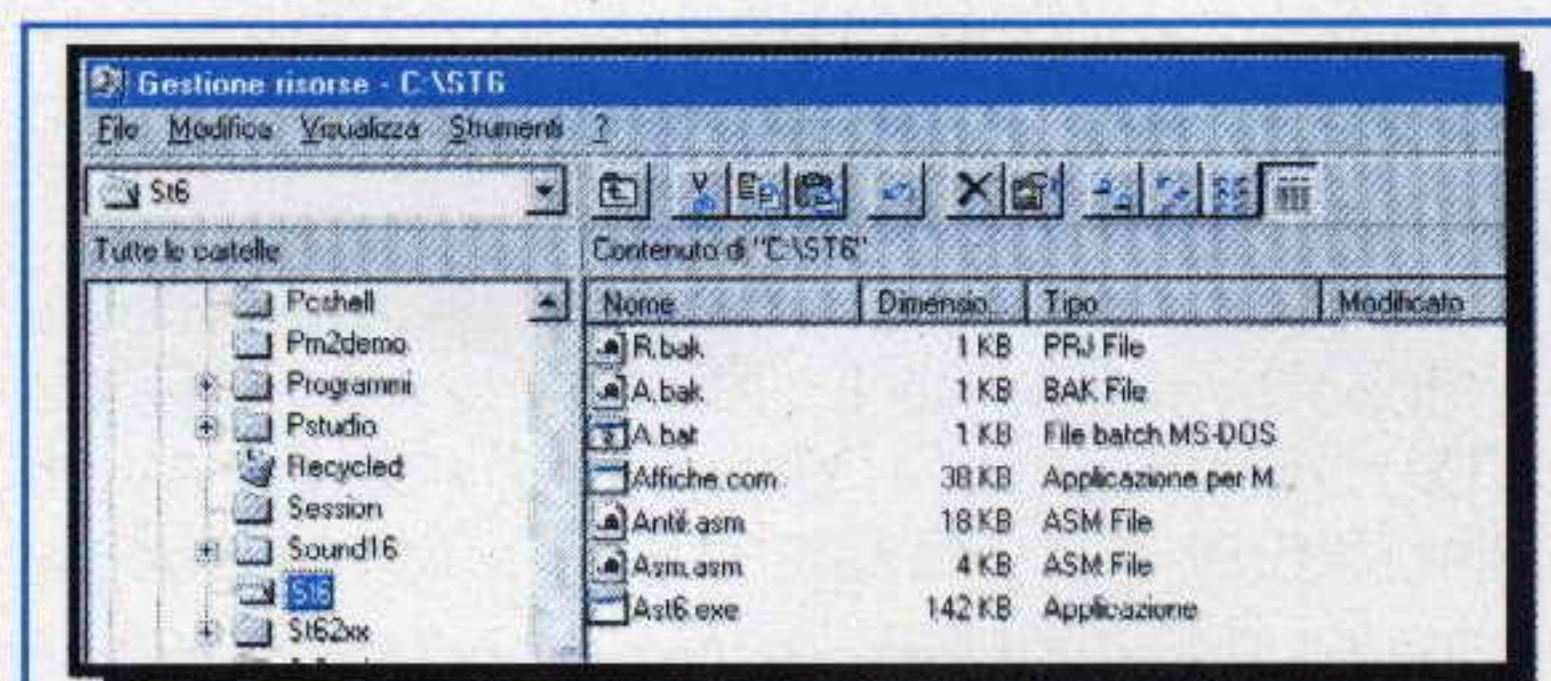 Gestione risorse - C:\ST6
File Modifica Visualizza Strumenti ?
St6
Tutte le cartelle
Contenuto di "C:\ST6"
Pcshell
Pm2demo
Programmi
Pstudio
Recycled
Session
Sound16
St6
St62xx
Nome Dimensio... Tipo Modificato
R.bak 1 KB PRJ File
A.bak 1 KB BAK File
A.bat 1 KB File batch MS-DOS
Affiche.com 38 KB Applicazione per M...
18 KB ASM File
Asm.asm 4 KB ASM File
Ast6.exe 142 KB Applicazione